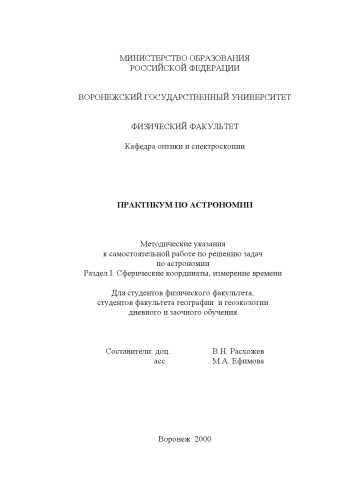 МИНИСТЕРСТВО ОБРАЗОВАНИЯ
РОССИЙСКОЙ ФЕДЕРАЦИИ
ВОРОНЕЖСКИЙ ГОСУДАРСТВЕННЫЙ УНИВЕРСИТЕТ
ФИЗИЧЕСКИЙ ФАКУЛЬТЕТ
Кафедра оптики и спектроскопии
ПРАКТИКУМ ПО АСТРОНОМИИ
Методические указания
к самостоятельной работе по решению задач
по астрономии
Раздел I. Сферические координаты, измерение времени
Для студентов физического факультета,
студентов факультета географии и геоэкологии
дневного и заочного обучения
Составители: доц. В.Н. Расхожев
асс. М.А. Ефимова
Воронеж 2000